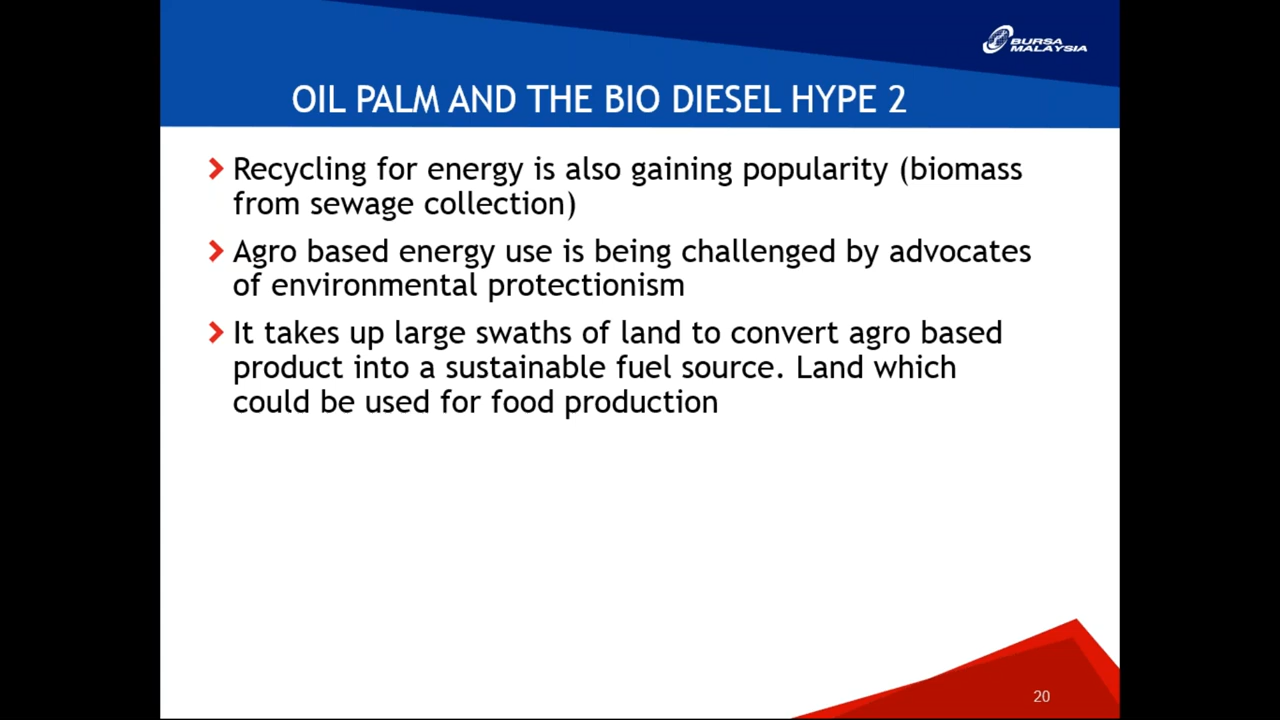 BURSA
MALAYSIA
OIL PALM AND THE BIO DIESEL HYPE 2
Recycling for energy is also gaining popularity (biomass
from sewage collection)
Agro based energy use is being challenged by advocates
of environmental protectionism
It takes up large swaths of land to convert agro based
product into a sustainable fuel source. Land which
could be used for food production
20